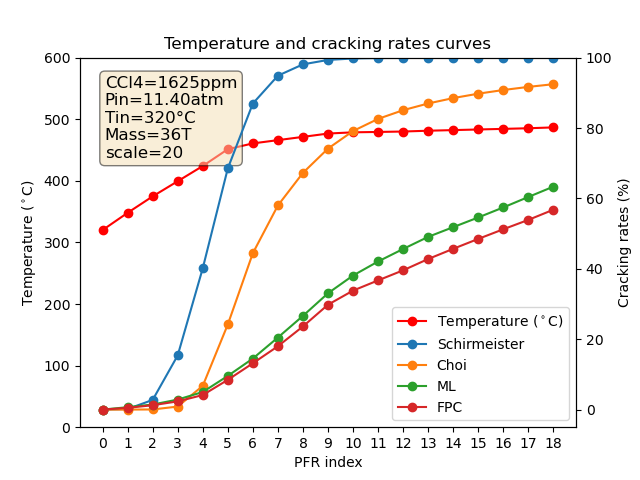 Temperature and cracking rates curves
600
500
400
300
200
100
0
Temperature (°C)
CCl4=1625ppm
Pin=11.40atm
Tin=320°C
Mass=36T
scale=20
100
80
60
40
20
0
Cracking rates (%)
Temperature (°C)
Schirmeister
Choi
ML
FPC
0 1 2 3 4 5 6 7 8 9 10 11 12 13 14 15 16 17 18
PFR index